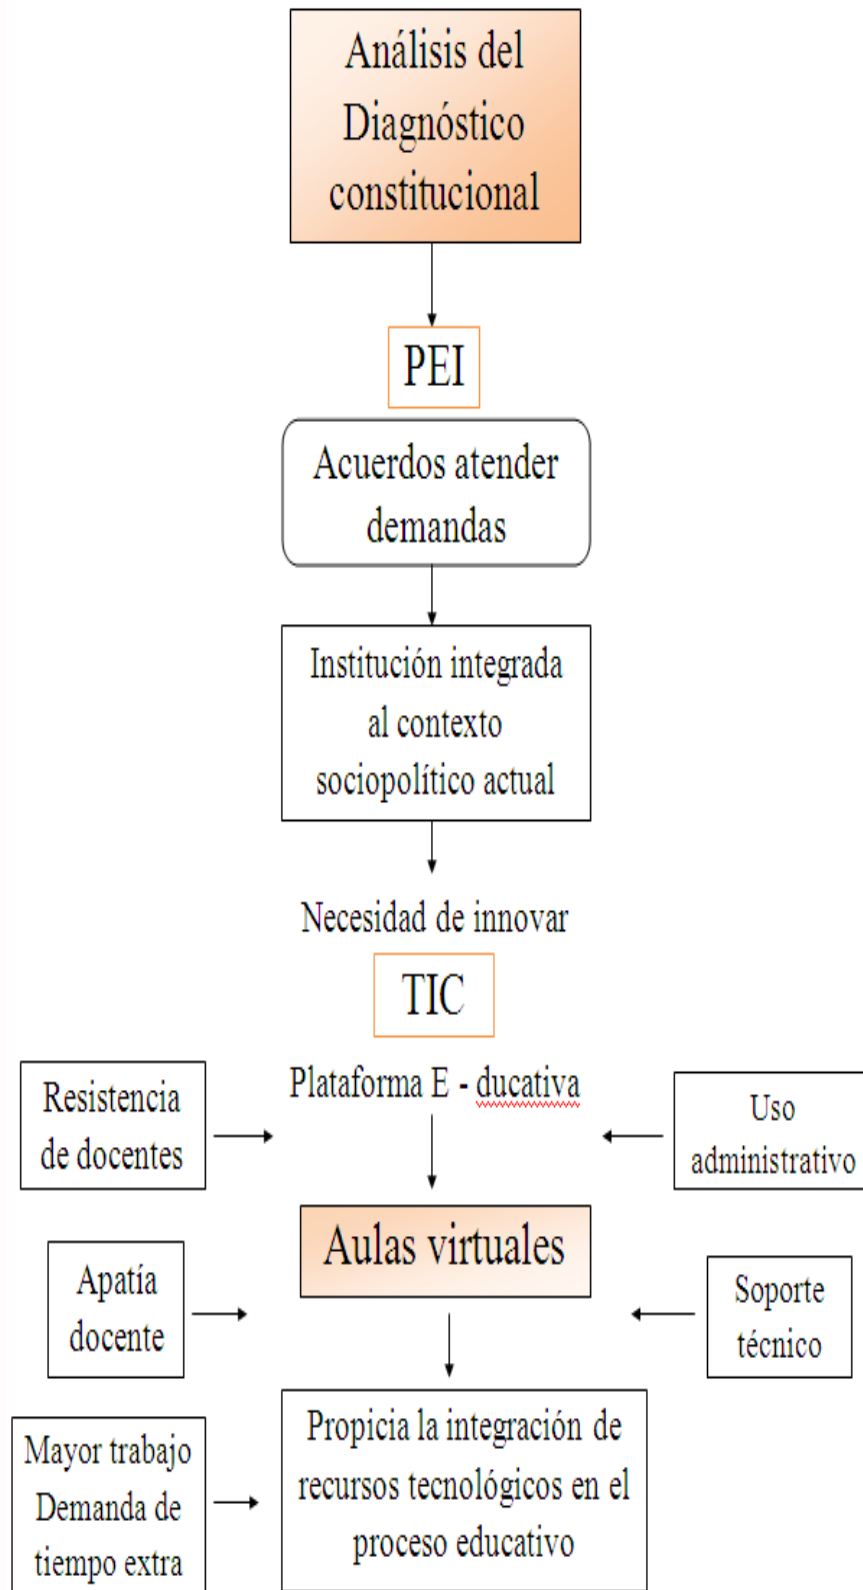 Análisis del
Diagnóstico
constitucional
PEI
Acuerdos atender
demandas
Institución integrada
al contexto
sociopolítico actual
Necesidad de innovar
TIC
Plataforma E - ducativa
Resistencia
de docentes
Uso
administrativo
Aulas virtuales
Apatía
docente
Soporte
técnico
Propicia la integración de
recursos tecnológicos en el
proceso educativo
Mayor trabajo
Demanda de
tiempo extra